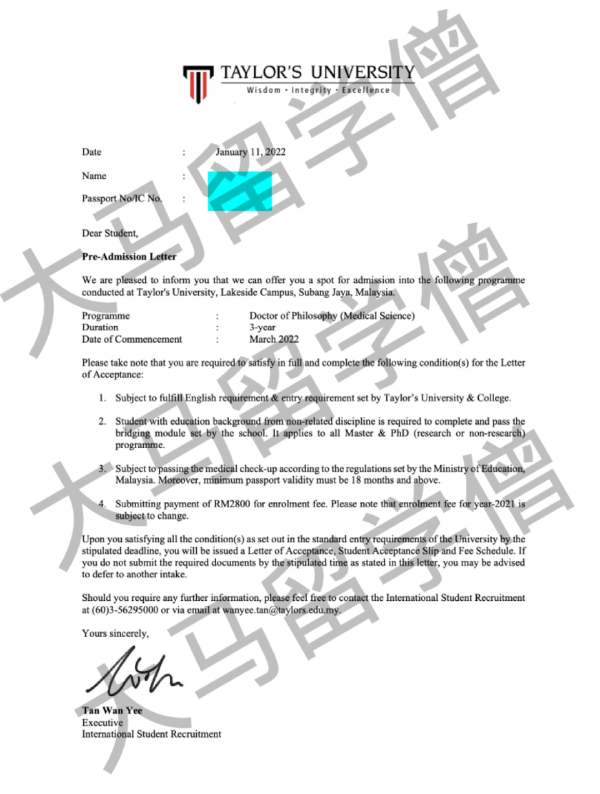 TAYLOR'S UNIVERSITY
Wisdom • Integrity • Excellence
Date : January 11, 2022
Name :
Passport No/IC No. :
Dear Student,
Pre-Admission Letter
We are pleased to inform you that we can offer you a spot for admission into the following programme
conducted at Taylor's University, Lakeside Campus, Subang Jaya, Malaysia.
Programme : Doctor of Philosophy (Medical Science)
Duration : 3-year
Date of Commencement : March 2022
Please take note that you are required to satisfy in full and complete the following condition(s) for the Letter
of Acceptance:
1. Subject to fulfill English requirement & entry requirement set by Taylor's University & College.
2. Student with education background from non-related discipline is required to complete and pass the
bridging module set by the school. It applies to all Master & PhD (research or non-research)
programme.
3. Subject to passing the medical check-up according to the regulations set by the Ministry of Education,
Malaysia. Moreover, minimum passport validity must be 18 months and above.
4. Submitting payment of RM2800 for enrolment fee. Please note that enrolment fee for year-2021 is
subject to change.
Upon you satisfying all the condition(s) as set out in the standard entry requirements of the University by the
stipulated deadline, you will be issued a Letter of Acceptance, Student Acceptance Slip and Fee Schedule. If
you do not submit the required documents by the stipulated time as stated in this letter, you may be advised
to defer to another intake.
Should you require any further information, please feel free to contact the International Student Recruitment
at (60)3-56295000 or via email at wanyee.tan@taylors.edu.my.
Yours sincerely,
Tan Wan Yee
Executive
International Student Recruitment
大马留学僧
大马留学僧
大马留学僧